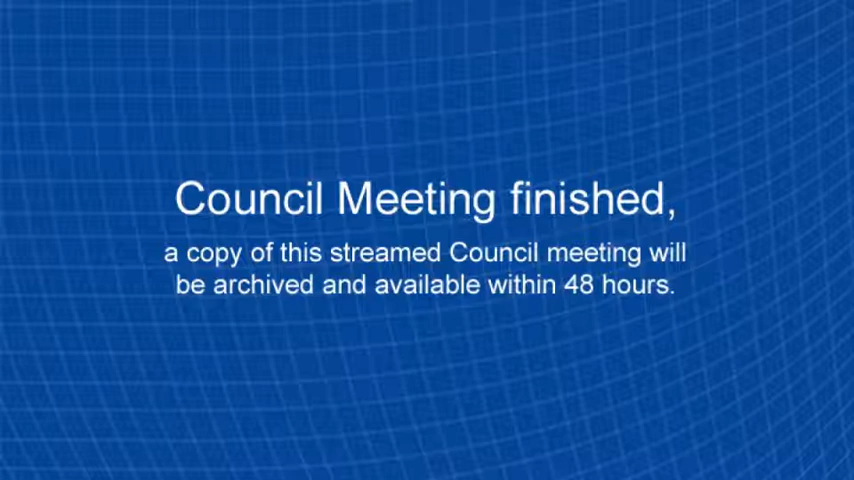 Council Meeting finished,
a copy of this streamed Council meeting will
be archived and available within 48 hours.